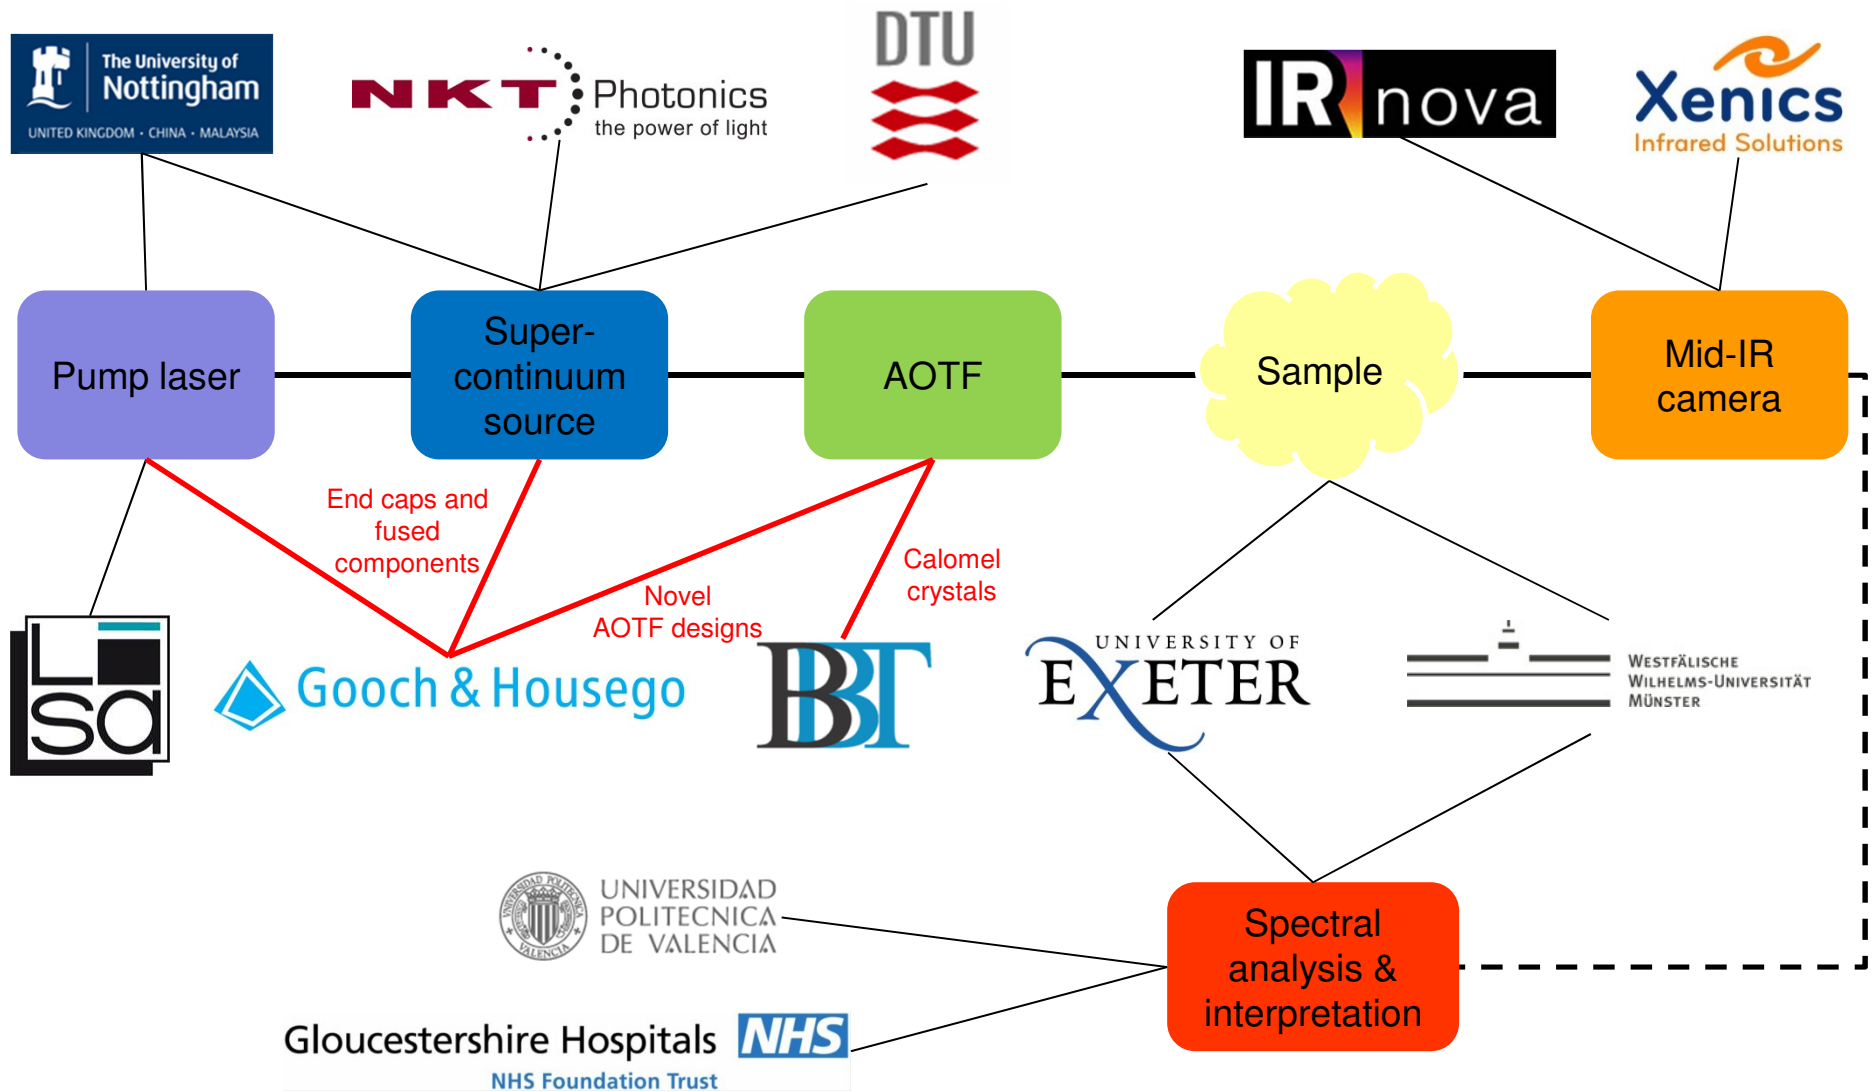 The University of
Nottingham
UNITED KINGDOM · CHINA · MALAYSIA
NKT Photonics
the power of light
DTU
IR nova
Xenics
Infrared Solutions
Pump laser
Super-
continuum
source
AOTF
Sample
Mid-IR
camera
End caps and
fused
components
Novel
AOTF designs
Calomel
crystals
Lisa
Gooch & Housego
BBT
UNIVERSITY OF
EXETER
WESTFÄLISCHE
WILHELMS-UNIVERSITÄT
MÜNSTER
UNIVERSIDAD
POLITECNICA
DE VALENCIA
Spectral
analysis &
interpretation
Gloucestershire Hospitals NHS
NHS Foundation Trust